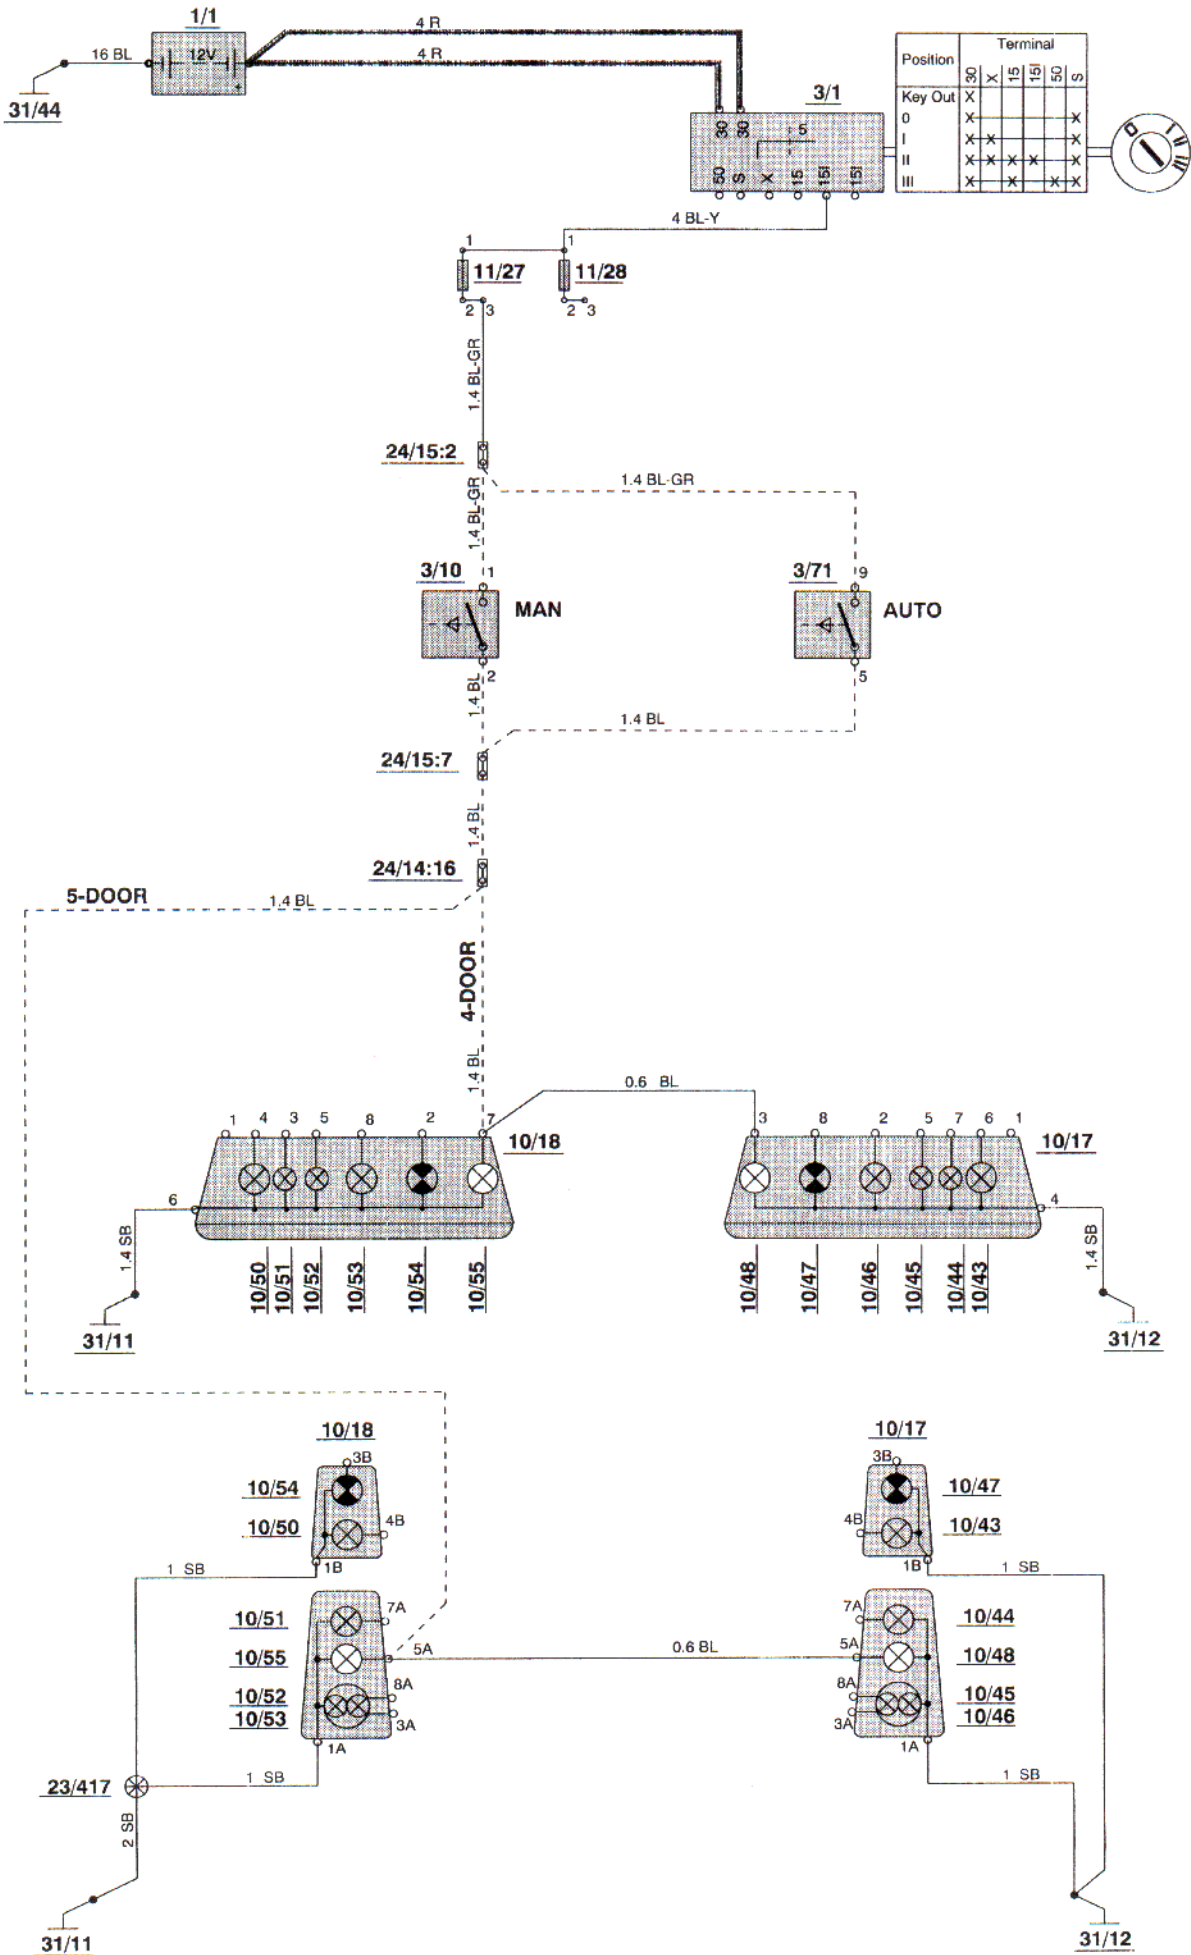 1/1
4 R
16 BL
12V
+
4 R
31/44
3/1
Terminal
Position
30 X 15 15I 50 S
Key Out X
0 X X
I X X X
II X X X X X
III X X X X
0 I II III
30 30
15
50 S X 15 15I 15I
4 BL-Y
1 1
11/27 11/28
2 3 2 3
1.4 BL-GR
24/15:2
1.4 BL-GR
1.4 BL-GR
3/10 1 3/71 9
MAN AUTO
2 5
1.4 BL
1.4 BL
24/15:7
1.4 BL
24/14:16
5-DOOR
1.4 BL
4-DOOR
1.4 BL
0.6 BL
1 4 3 5 8 2 7
10/18
3 8 2 5 7 6 1
10/17
6 4
1.4 SB
1.4 SB
10/50 10/51 10/52 10/53 10/54 10/55
10/48 10/47 10/46 10/45 10/44 10/43
31/11
31/12
10/18 10/17
3B 3B
10/54 10/47
10/50 4B 4B 10/43
1B 1B
1 SB 1 SB
10/51 7A 7A 10/44
10/55 5A 0.6 BL 5A 10/48
10/52 8A 8A 10/45
10/53 3A 3A 10/46
1A 1A
23/417 1 SB 1 SB
2 SB
31/11 31/12